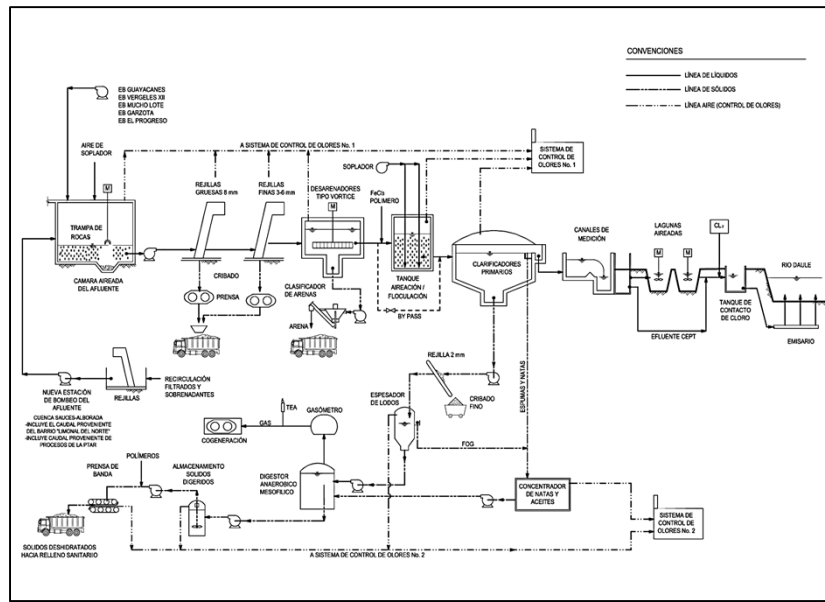 CONVENCIONES
LÍNEA DE LÍQUIDOS
LÍNEA DE SÓLIDOS
LÍNEA AIRE (CONTROL DE OLORES)
EB GUAYACANES
EB VERGELES XII
EB MUCHO LOTE
EB GARZOTA
EB EL PROGRESO
AIRE DE
SOPLADOR
M
A SISTEMA DE CONTROL DE OLORES No. 1
SISTEMA
DE
CONTROL DE
OLORES No. 1
REJILLAS
GRUESAS 8 mm
REJILLAS
FINAS 3-6 mm
SOPLADOR
DESARENADORES
TIPO VORTICE
M
FeCl3
POLIMERO
TRAMPA DE
ROCAS
CAMARA AIREADA
DEL AFLUENTE
CRIBADO
PRENSA
CLASIFICADOR
DE ARENAS
ARENA
TANQUE
AIREACIÓN /
FLOCULACIÓN
BY PASS
CLARIFICADORES
PRIMARIOS
CANALES DE
MEDICIÓN
LAGUNAS
AIREADAS
M
M
CL2
RIO DAULE
TANQUE DE
CONTACTO
DE CLORO
EFLUENTE CEPT
EMISARIO
REJILLAS
RECIRCULACIÓN
FILTRADOS Y
SOBRENADANTES
NUEVA ESTACIÓN
DE BOMBEO DEL
AFLUENTE
CUENCA SAUCES-ALBORADA
-INCLUYE EL CAUDAL PROVENIENTE
DEL BARRIO "LIMONAL DEL NORTE"
-INCLUYE CAUDAL PROVENIENTE DE
PROCESOS DE LA PTAR
REJILLA 2 mm
CRIBADO
FINO
ESPESADOR
DE LODOS
ESPUMAS Y NATAS
FOG
TEA
GASÓMETRO
GAS
COGENERACIÓN
DIGESTOR
ANAEROBICO
MESOFILICO
POLÍMEROS
PRENSA DE
BANDA
ALMACENAMIENTO
SOLIDOS
DIGERIDOS
CONCENTRADOR
DE NATAS Y
ACEITES
SISTEMA DE
CONTROL DE
OLORES No. 2
SOLIDOS DESHIDRATADOS
HACIA RELLENO SANITARIO
A SISTEMA DE CONTROL DE OLORES No. 2